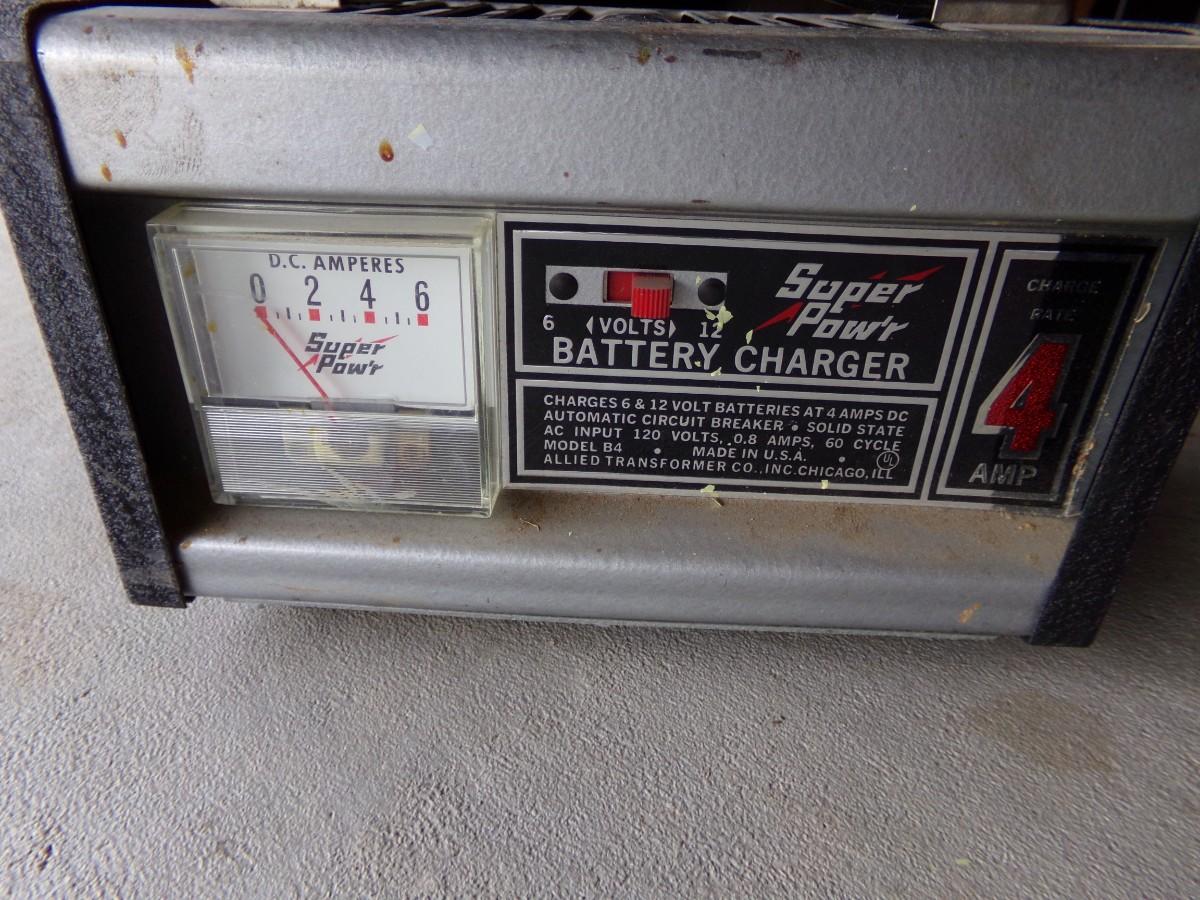 D.C. AMPERES
0 2 4 6
Super
Pow'r
6 VOLTS 12
Super
Pow'r
BATTERY CHARGER
CHARGES 6 & 12 VOLT BATTERIES AT 4 AMPS DC
AUTOMATIC CIRCUIT BREAKER • SOLID STATE
AC INPUT 120 VOLTS, 0.8 AMPS, 60 CYCLE
MODEL B4 • MADE IN U.S.A. • UL
ALLIED TRANSFORMER CO., INC. CHICAGO, ILL
CHARGE
RATE
4
AMP